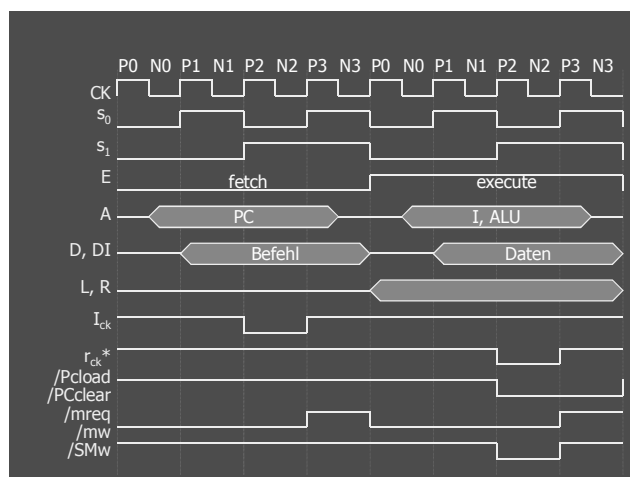 P0 N0 P1 N1 P2 N2 P3 N3 P0 N0 P1 N1 P2 N2 P3 N3
CK
s0
s1
E fetch execute
A PC I, ALU
D, DI Befehl Daten
L, R
Ick
rck*
/Pcload
/PCclear
/mreq
/mw
/SMw